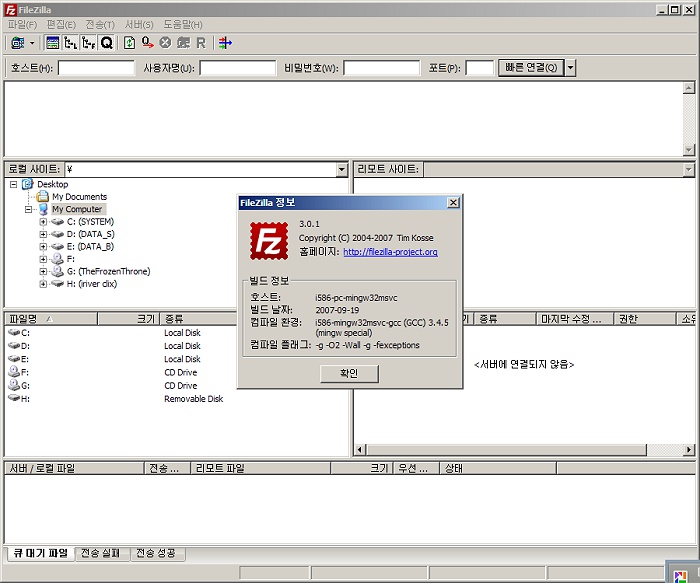 FileZilla
파일(F) 편집(E) 전송(T) 서버(S) 도움말(H)
호스트(H): 사용자명(U): 비밀번호(W): 포트(P): 빠른 연결(Q)
로컬 사이트: \ 리모트 사이트:
Desktop
My Documents
My Computer
C: (SYSTEM)
D: (DATA_S)
E: (DATA_B)
F:
G: (TheFrozenThrone)
H: (iriver clix)
FileZilla 정보
Fz
3.0.1
Copyright (C) 2004-2007 Tim Kosse
홈페이지: http://filezilla-project.org
빌드 정보
호스트: i586-pc-mingw32msvc
빌드 날짜: 2007-09-19
컴파일 환경: i586-mingw32msvc-gcc (GCC) 3.4.5
(mingw special)
컴파일 플래그: -g -O2 -Wall -g -fexceptions
확인
파일명 크기 종류
C: Local Disk
D: Local Disk
E: Local Disk
F: CD Drive
G: CD Drive
H: Removable Disk
기 종류 마지막 수정 ... 권한 소유
<서버에 연결되지 않음>
서버 / 로컬 파일 전송 ... 리모트 파일 크기 우선 ... 상태
큐 대기 파일 전송 실패 전송 성공